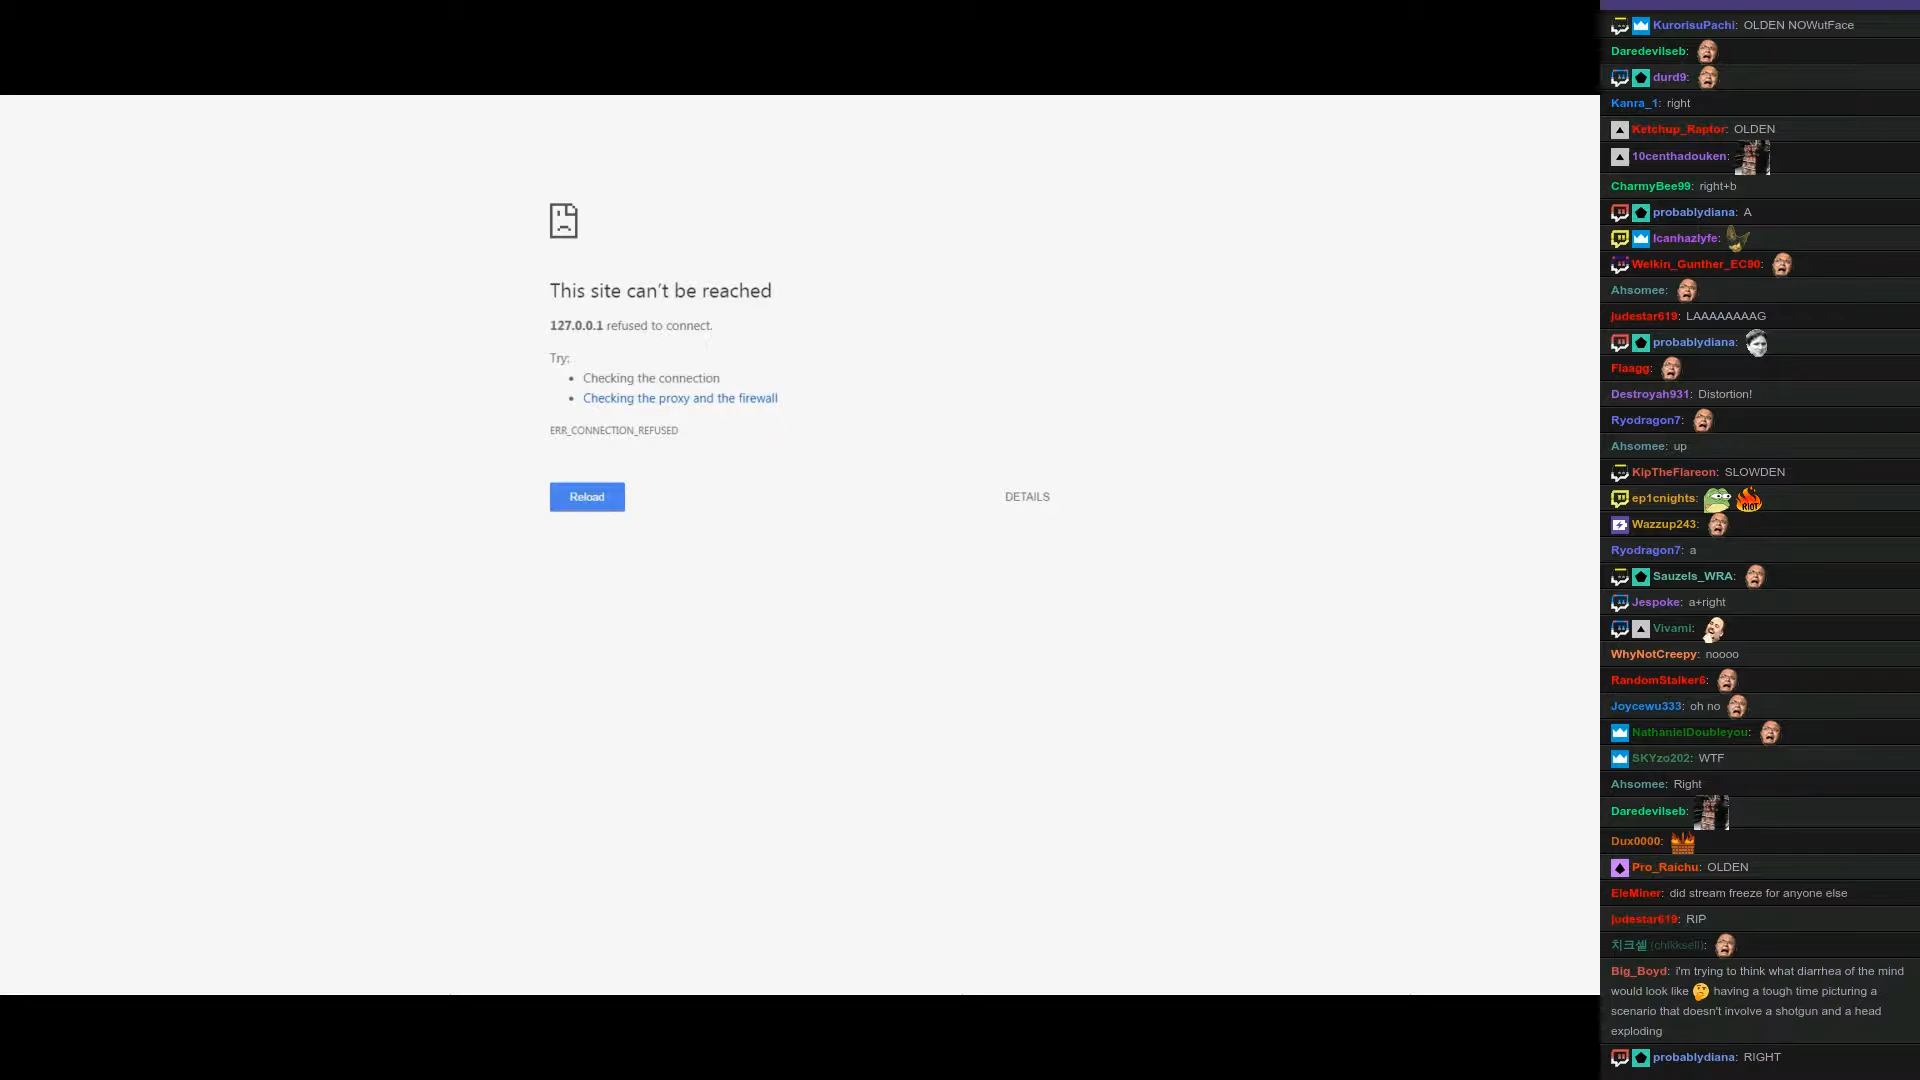 This site can't be reached
127.0.0.1 refused to connect.
Try:
• Checking the connection
• Checking the proxy and the firewall
ERR_CONNECTION_REFUSED
Reload
DETAILS
KurorisuPachi: OLDEN NOWutFace
Daredevilseb:
durd9:
Kanra_1: right
Ketchup_Raptor: OLDEN
10centhadouken:
CharmyBee99: right+b
probablydiana: A
Icanhazlyfe:
Welkin_Gunther_EC90:
Ahsomee:
judestar619: LAAAAAAAAG
probablydiana:
Flaagg:
Destroyah931: Distortion!
Ryodragon7:
Ahsomee: up
KipTheFlareon: SLOWDEN
ep1cnights: RIOT
Wazzup243:
Ryodragon7: a
Sauzels_WRA:
Jespoke: a+right
Vivami:
WhyNotCreepy: noooo
RandomStalker6:
Joycewu333: oh no
NathanielDoubleyou:
SKYzo202: WTF
Ahsomee: Right
Daredevilseb:
Dux0000:
Pro_Raichu: OLDEN
EleMiner: did stream freeze for anyone else
judestar619: RIP
치크셀 (chikksell):
Big_Boyd: i'm trying to think what diarrhea of the mind
would look like 🤔 having a tough time picturing a
scenario that doesn't involve a shotgun and a head
exploding
probablydiana: RIGHT